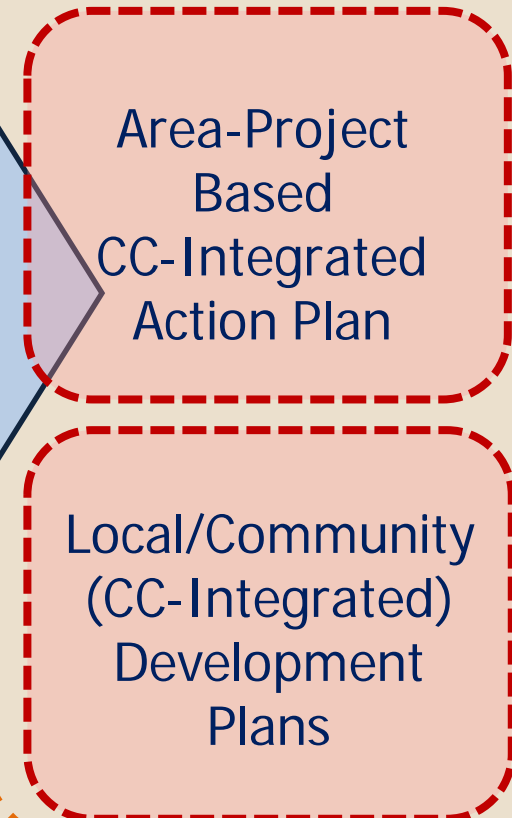 Area-Project
Based
CC-Integrated
Action Plan
Local/Community
(CC-Integrated)
Development
Plans